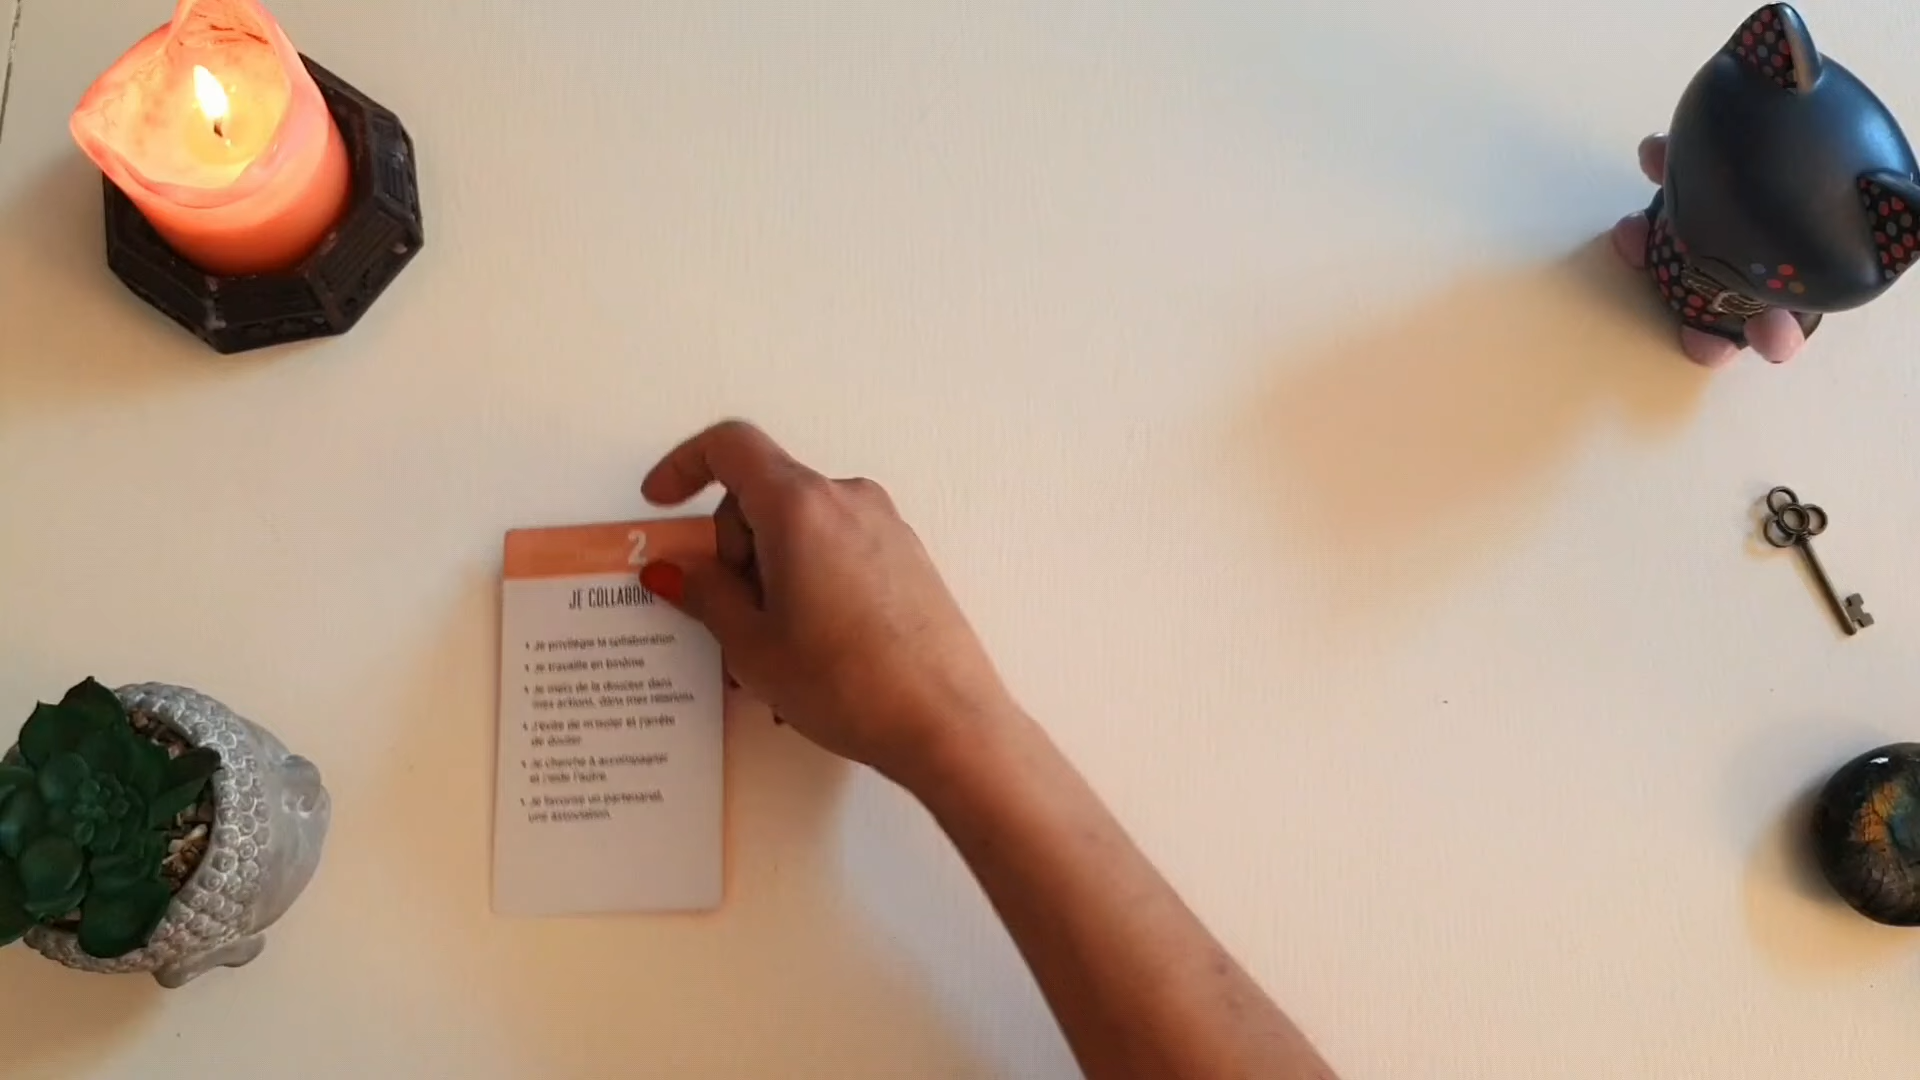 2
JE COLLABORE
• Je privilégie la collaboration.
• Je travaille en binôme.
• Je mets de la douceur dans
mes actions, dans mes relations.
• J'évite de m'isoler et j'arrête
de douter.
• Je cherche à accompagner
et j'aide l'autre.
• Je favorise un partenariat,
une association.